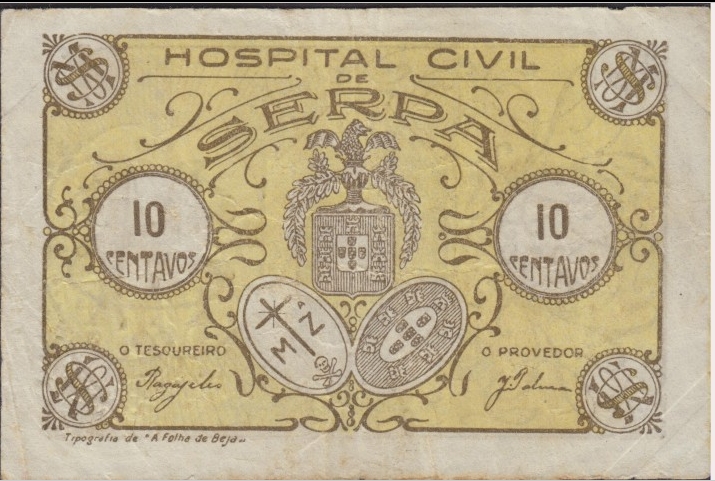 HOSPITAL CIVIL
DE
SERPA
10
CENTAVOS
10
CENTAVOS
M N
O TESOUREIRO
O PROVEDOR
Tipografia de "A Folha de Beja"